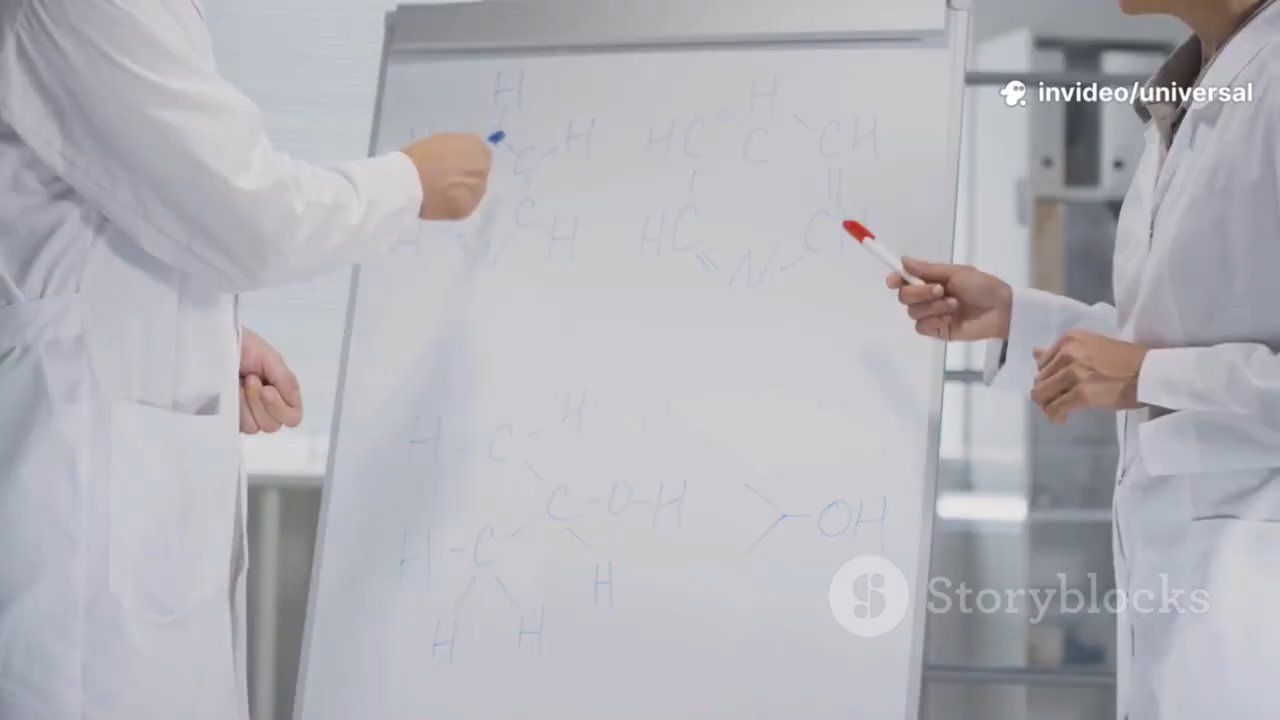 invideo/universal
H H
H C H HC C CH
C
H H HC N C
H C H
C-O-H OH
H-C
H
H H
Storyblocks